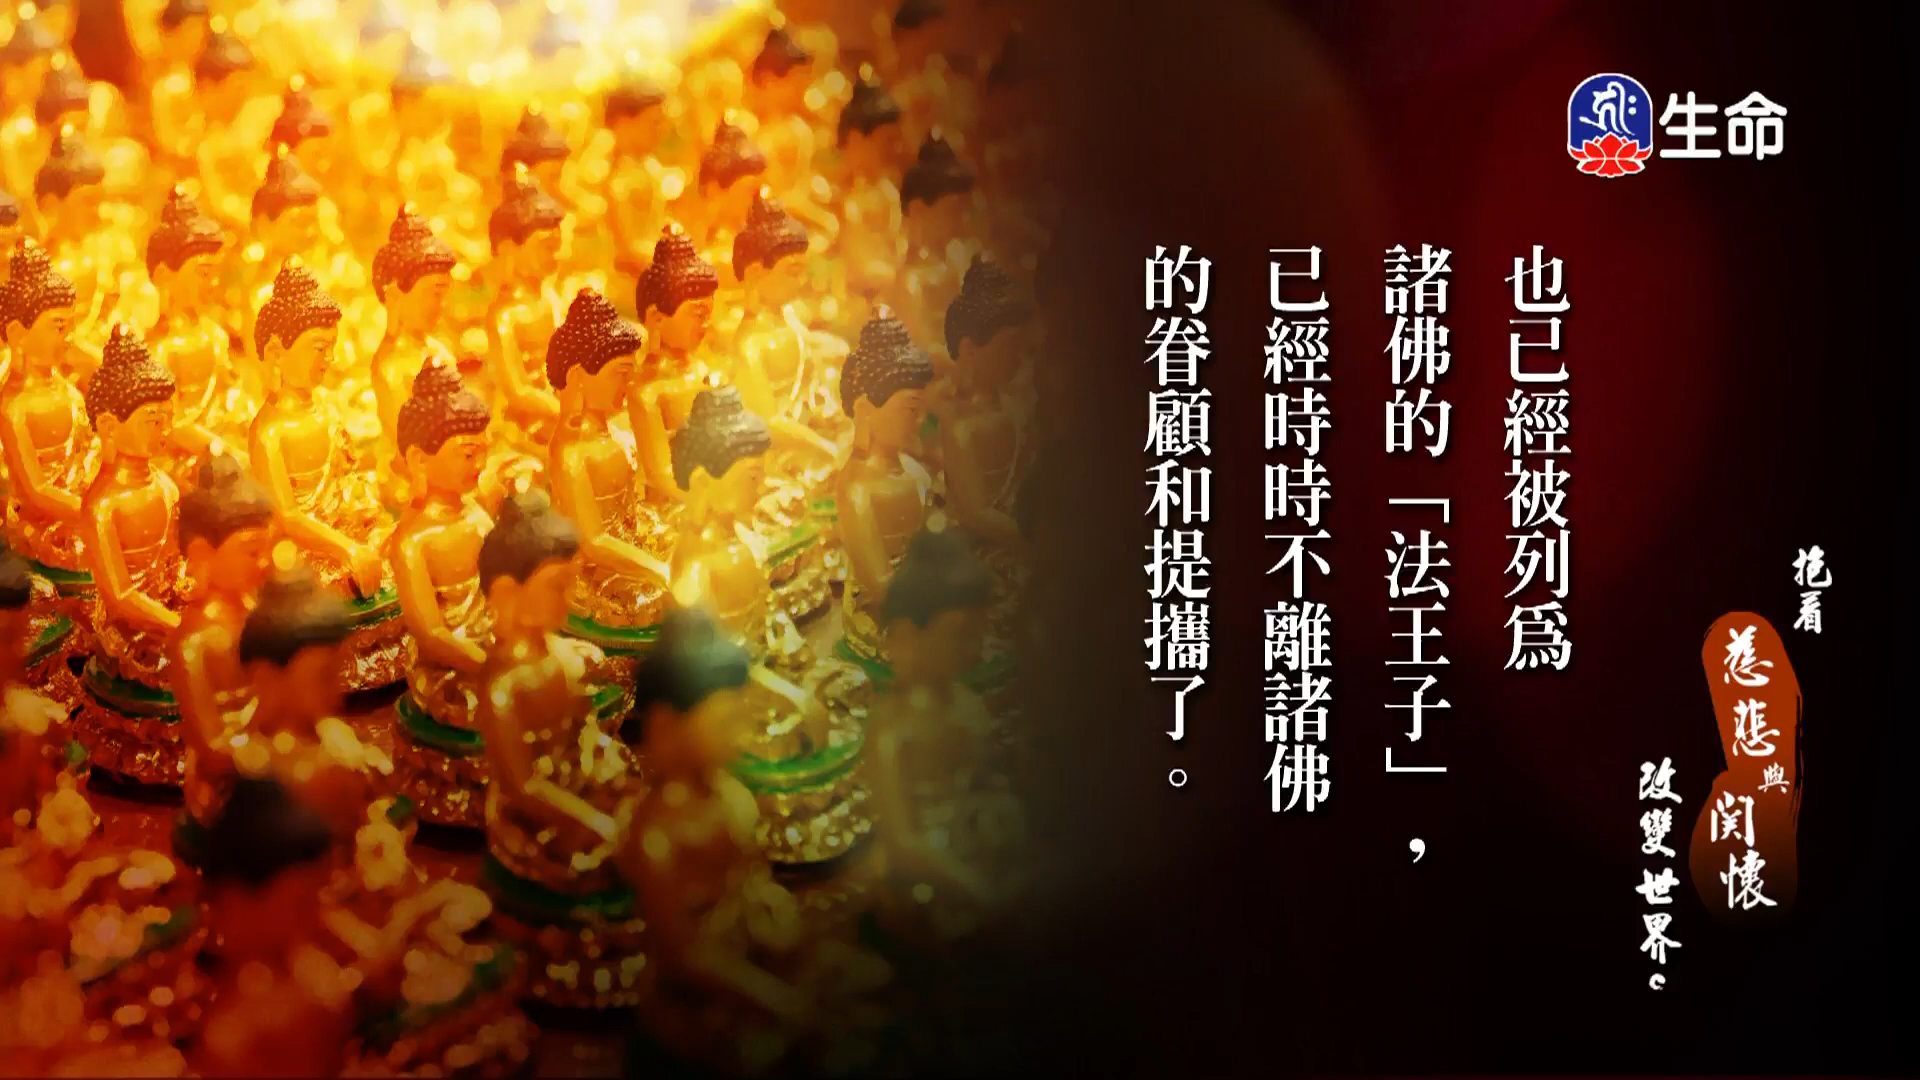 生命
也已經被列為
諸佛的「法王子」，
已經時時不離諸佛
的眷顧和提攜了。
抱着
慈悲與
関懷
改變世界。